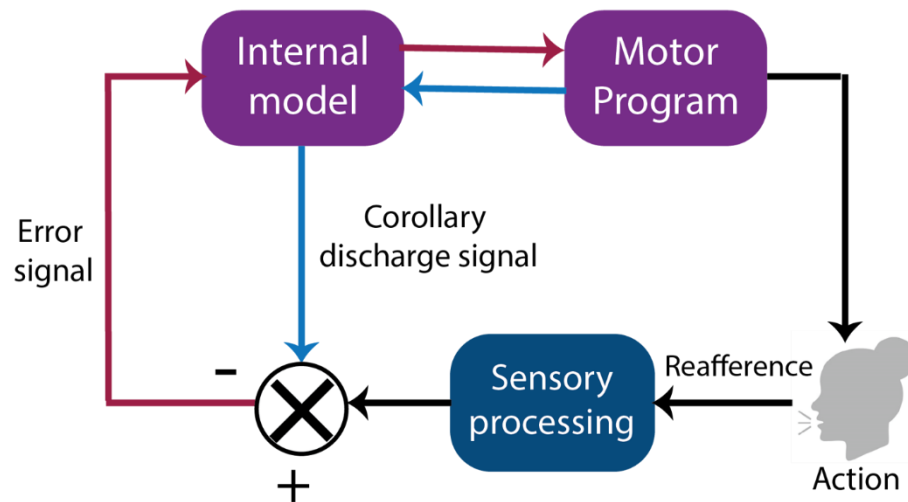 Internal
model
Motor
Program
Error
signal
Corollary
discharge signal
-
+
Sensory
processing
Reafference
Action